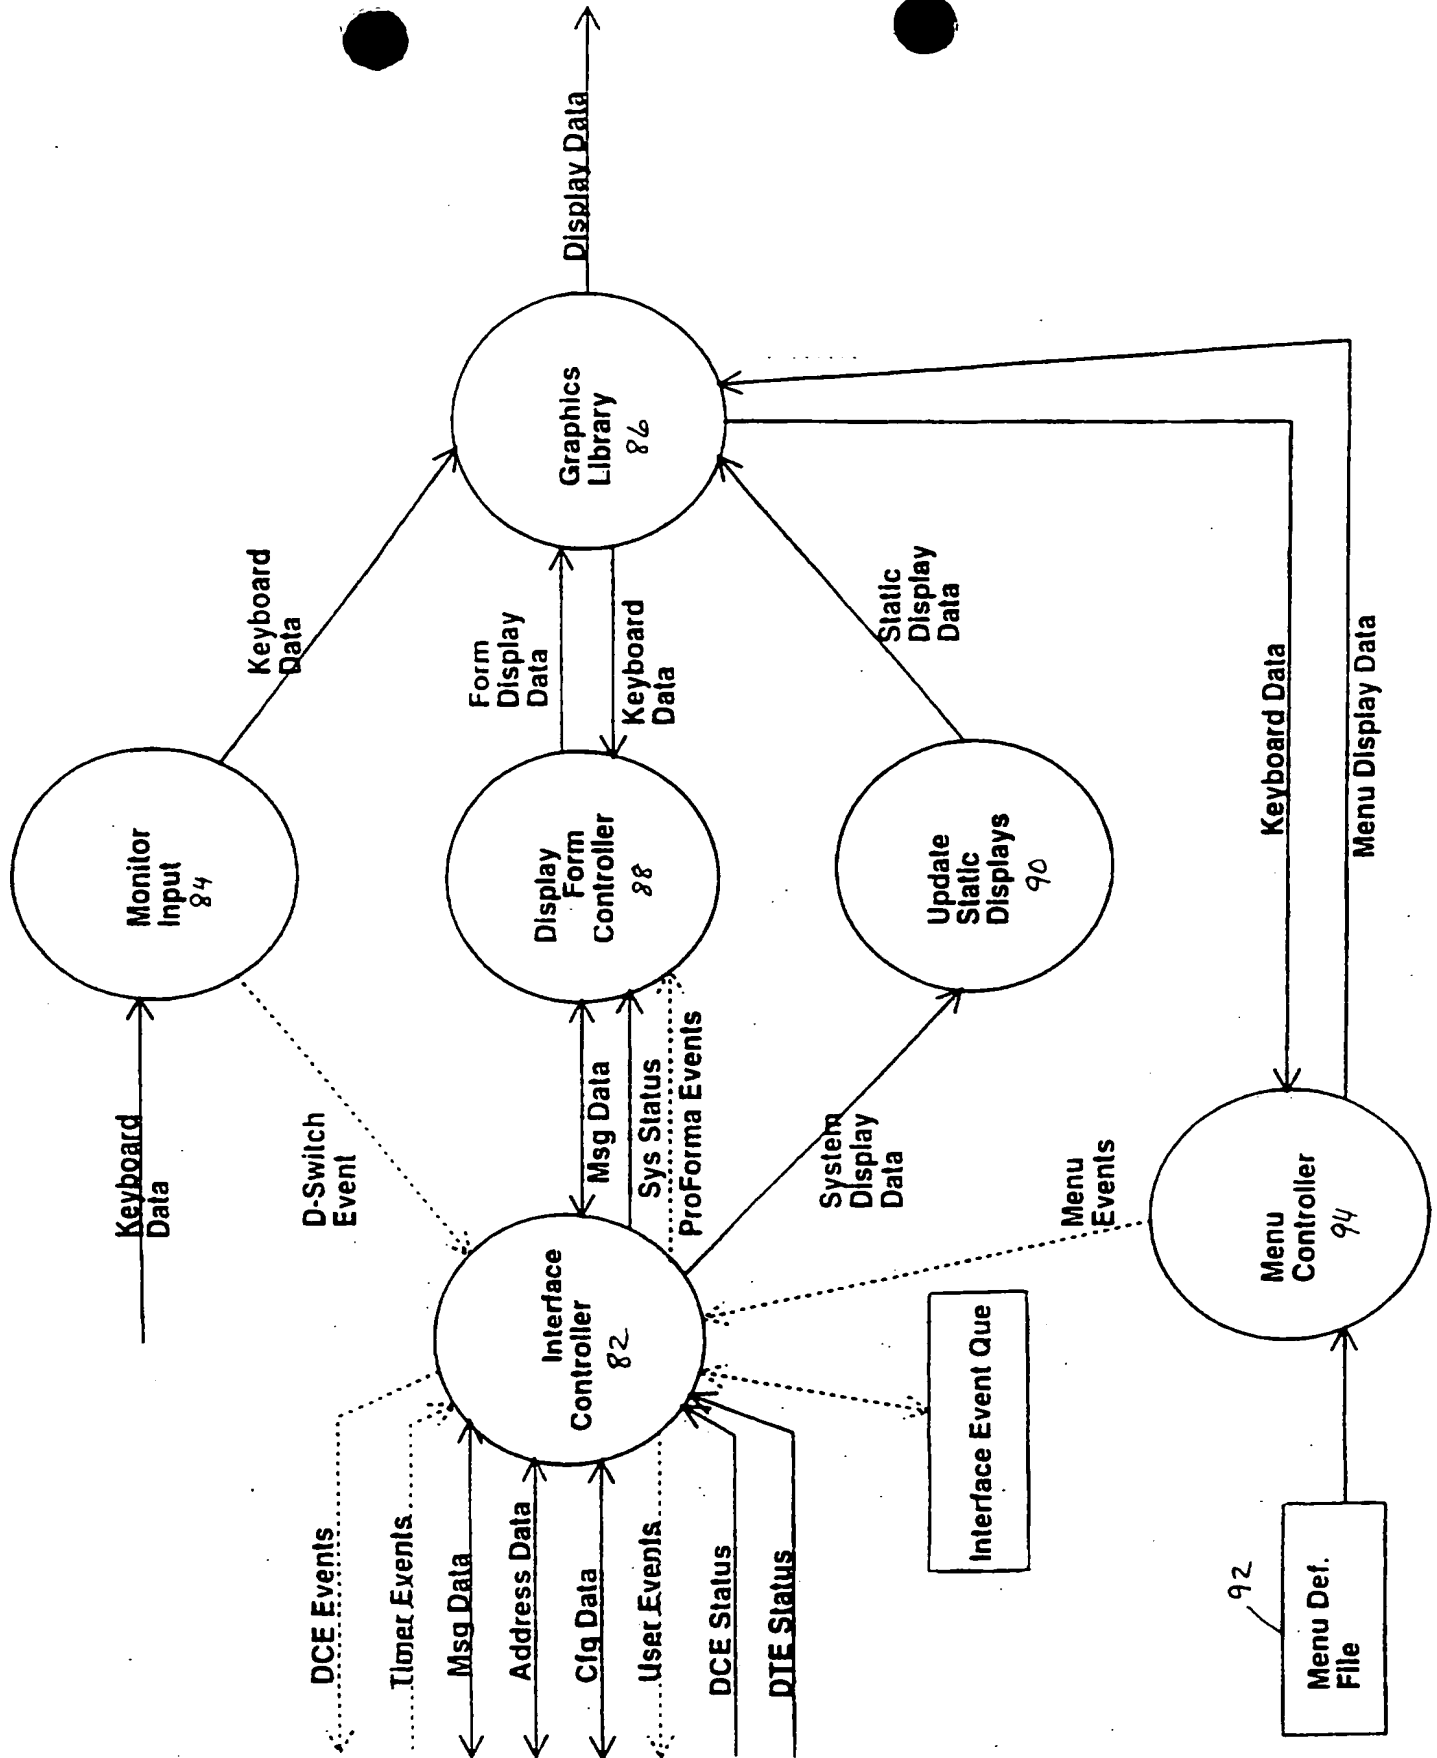 Keyboard
Data
Monitor
Input
84
Keyboard
Data
D-Switch
Event
DCE Events
Timer Events
Msg Data
Address Data
Cfg Data
User Events
DCE Status
DTE Status
Interface
Controller
82
Msg Data
Sys Status
ProForma Events
Display
Form
Controller
88
Form
Display
Data
Keyboard
Data
Graphics
Library
86
Display Data
System
Display
Data
Update
Static
Displays
90
Static
Display
Data
Interface Event Que
Menu
Events
Menu Def.
File
92
Menu
Controller
94
Keyboard Data
Menu Display Data